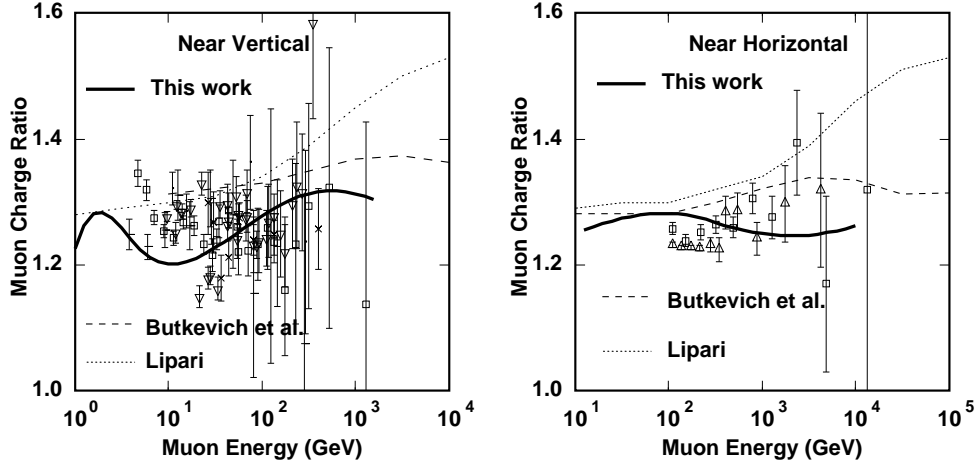 1.6
1.4
1.2
1.0
Muon Charge Ratio
Near Vertical
This work
Butkevich et al.
Lipari
10^0
10^1
10^2
10^3
10^4
Muon Energy (GeV)
1.6
1.4
1.2
1.0
Muon Charge Ratio
Near Horizontal
This work
Butkevich et al.
Lipari
10^1
10^2
10^3
10^4
10^5
Muon Energy (GeV)